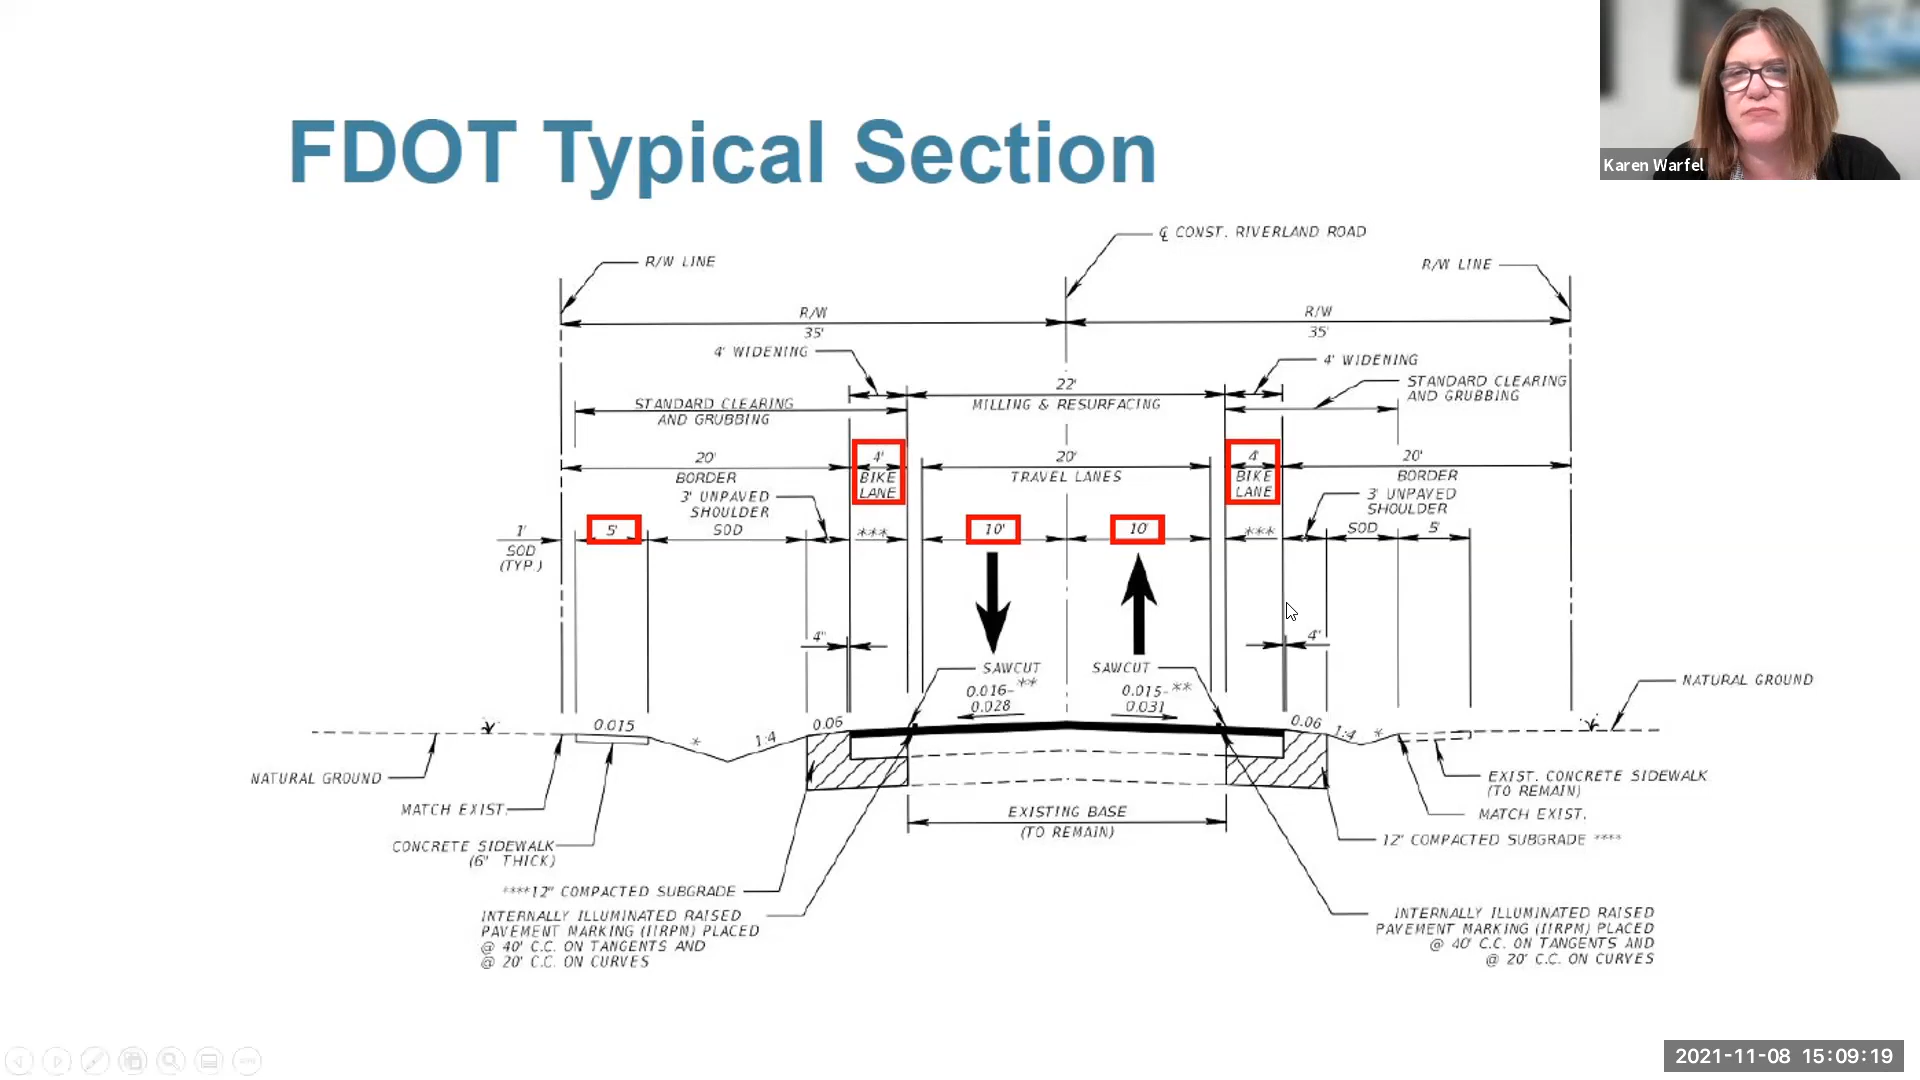 Karen Warfel
FDOT Typical Section
℄ CONST. RIVERLAND ROAD
R/W LINE
R/W LINE
R/W
35'
R/W
35'
4' WIDENING
4' WIDENING
22'
MILLING & RESURFACING
STANDARD CLEARING
AND GRUBBING
STANDARD CLEARING
AND GRUBBING
20'
BORDER
4'
BIKE
LANE
20'
TRAVEL LANES
4'
BIKE
LANE
20'
BORDER
3' UNPAVED
SHOULDER
3' UNPAVED
SHOULDER
1'
SOD
(TYP.)
5'
SOD
***
10'
10'
***
SOD
5'
4"
4"
SAWCUT
SAWCUT
0.016-**
0.028
0.015-**
0.031
NATURAL GROUND
0.015
*
1:4
0.06
0.06
1:4
*
NATURAL GROUND
MATCH EXIST.
CONCRETE SIDEWALK
(6" THICK)
EXISTING BASE
(TO REMAIN)
EXIST. CONCRETE SIDEWALK
(TO REMAIN)
MATCH EXIST.
12" COMPACTED SUBGRADE ****
****12" COMPACTED SUBGRADE
INTERNALLY ILLUMINATED RAISED
PAVEMENT MARKING (IIRPM) PLACED
@ 40' C.C. ON TANGENTS AND
@ 20' C.C. ON CURVES
INTERNALLY ILLUMINATED RAISED
PAVEMENT MARKING (IIRPM) PLACED
@ 40' C.C. ON TANGENTS AND
@ 20' C.C. ON CURVES
2021-11-08 15:09:19